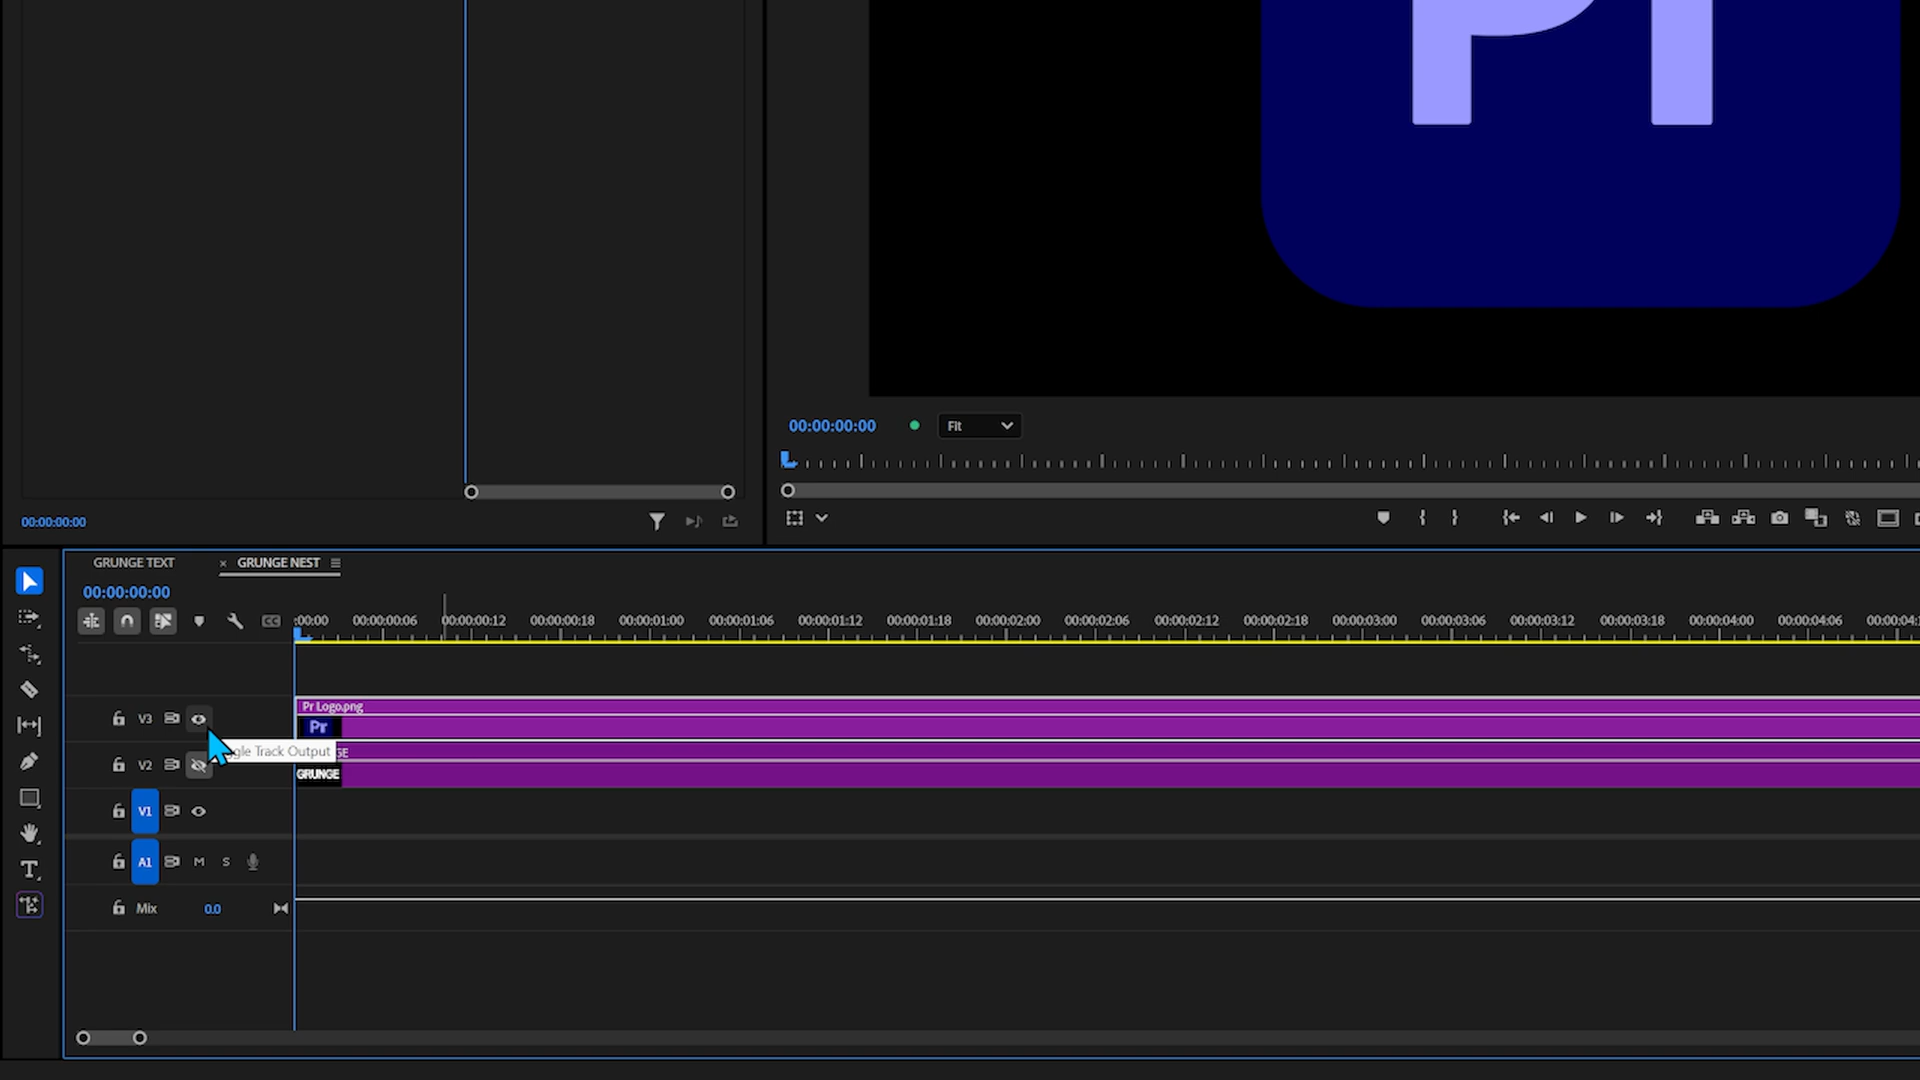 Pr
00:00:00:00
Fit
00:00:00:00
GRUNGE TEXT
× GRUNGE NEST
00:00:00:00
CC
:00:00 00:00:00:06 00:00:00:12 00:00:00:18 00:00:01:00 00:00:01:06 00:00:01:12 00:00:01:18 00:00:02:00 00:00:02:06 00:00:02:12 00:00:02:18 00:00:03:00 00:00:03:06 00:00:03:12 00:00:03:18 00:00:04:00 00:00:04:06 00:00:04:1
Pr Logo.png
V3
Pr
gle Track Output
GE
V2
GRUNGE
V1
A1 M S
Mix 0.0